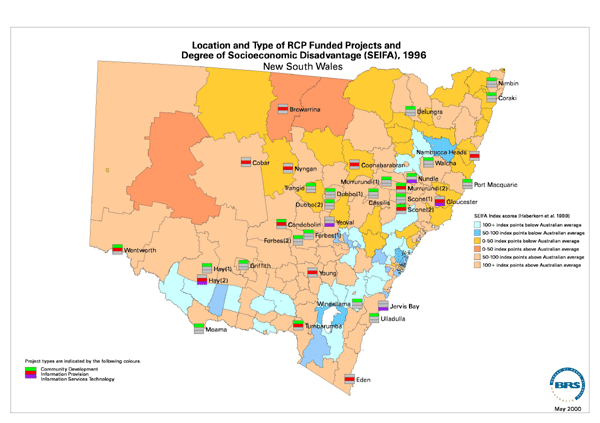 Location and Type of RCP Funded Projects and
Degree of Socioeconomic Disadvantage (SEIFA), 1996
New South Wales
Nimbin
Coraki
Brewarrina
Delungra
Nambucca Heads
Cobar
Nyngan
Coonabarabran
Walcha
Nundle
Murrurundi (1)
Murrurundi (2)
Port Macquarie
Trangie
Dubbo(1)
Cassilis
Scone(1)
Gloucester
Dubbo(2)
Scone(2)
Condobolin
Yeoval
SEIFA Index scores (Haberkorn et al. 1999)
100+ index points below Australian average
50-100 index points below Australian average
0-50 index points below Australian average
0-50 index points above Australian average
50-100 index points above Australian average
100+ index points above Australian average
Forbes(1)
Forbes(2)
Wentworth
Griffith
Hay(1)
Young
Hay(2)
Windellama
Jervis Bay
Ulladulla
Moama
Tumbarumba
Project types are indicated by the following colours.
Community Development
Information Provision
Information Services Technology
Eden
BRS
May 2000